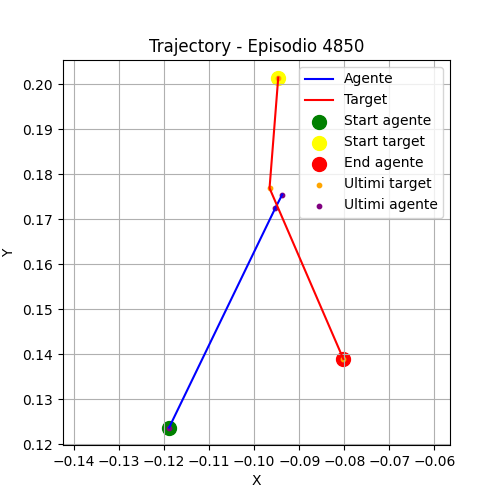 Trajectory - Episodio 4850
Agente
Target
Start agente
Start target
End agente
Ultimi target
Ultimi agente
0.20
0.19
0.18
0.17
0.16
0.15
0.14
0.13
0.12
Y
−0.14 −0.13 −0.12 −0.11 −0.10 −0.09 −0.08 −0.07 −0.06
X